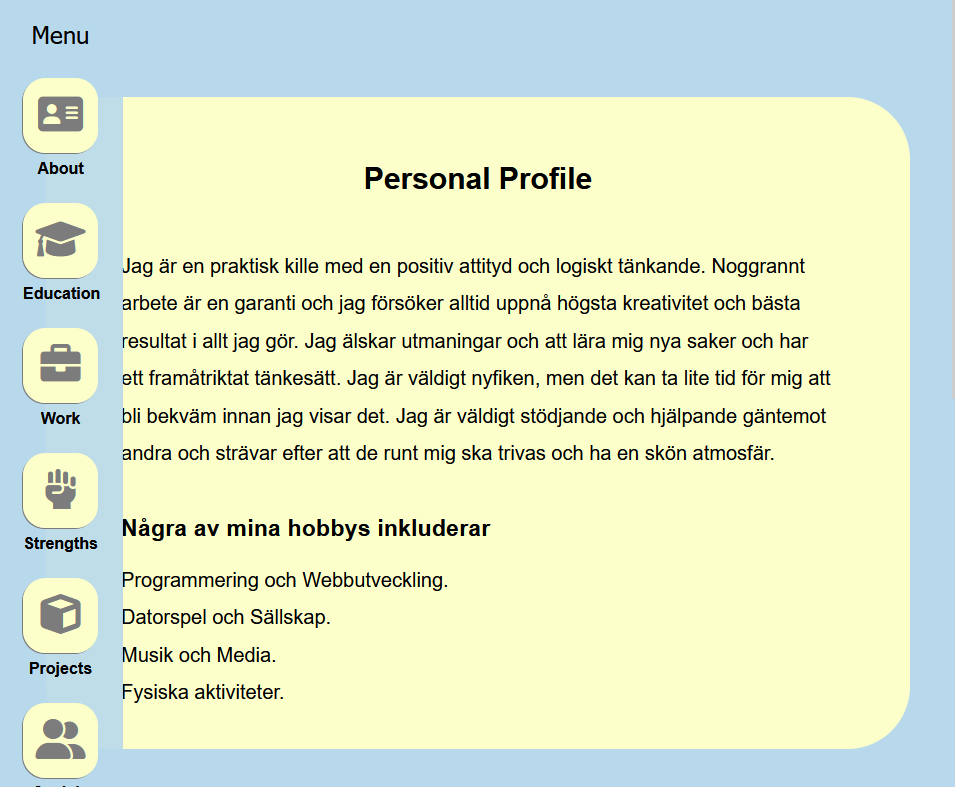 Menu
About
Education
Work
Strengths
Projects
Personal Profile
Jag är en praktisk kille med en positiv attityd och logiskt tänkande. Noggrannt
arbete är en garanti och jag försöker alltid uppnå högsta kreativitet och bästa
resultat i allt jag gör. Jag älskar utmaningar och att lära mig nya saker och har
ett framåtriktat tänkesätt. Jag är väldigt nyfiken, men det kan ta lite tid för mig att
bli bekväm innan jag visar det. Jag är väldigt stödjande och hjälpande gäntemot
andra och strävar efter att de runt mig ska trivas och ha en skön atmosfär.
Några av mina hobbys inkluderar
Programmering och Webbutveckling.
Datorspel och Sällskap.
Musik och Media.
Fysiska aktiviteter.